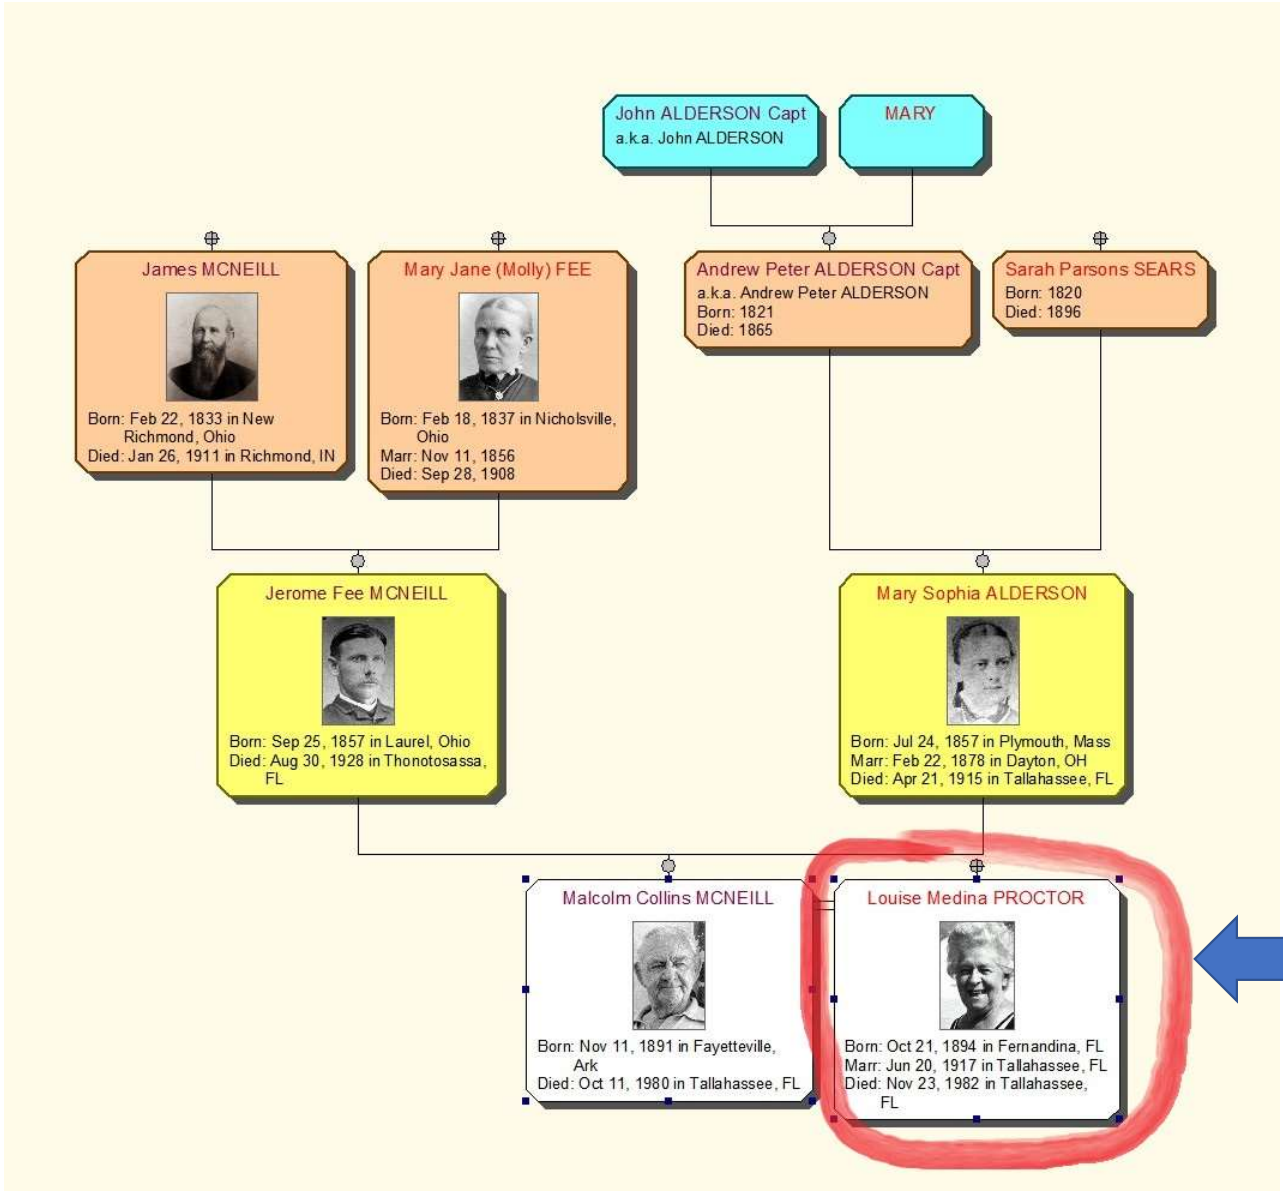 John ALDERSON Capt
a.k.a. John ALDERSON
MARY
James MCNEILL
Born: Feb 22, 1833 in New
Richmond, Ohio
Died: Jan 26, 1911 in Richmond, IN
Mary Jane (Molly) FEE
Born: Feb 18, 1837 in Nicholsville,
Ohio
Marr: Nov 11, 1856
Died: Sep 28, 1908
Andrew Peter ALDERSON Capt
a.k.a. Andrew Peter ALDERSON
Born: 1821
Died: 1865
Sarah Parsons SEARS
Born: 1820
Died: 1896
Jerome Fee MCNEILL
Born: Sep 25, 1857 in Laurel, Ohio
Died: Aug 30, 1928 in Thonotosassa,
FL
Mary Sophia ALDERSON
Born: Jul 24, 1857 in Plymouth, Mass
Marr: Feb 22, 1878 in Dayton, OH
Died: Apr 21, 1915 in Tallahassee, FL
Malcolm Collins MCNEILL
Born: Nov 11, 1891 in Fayetteville,
Ark
Died: Oct 11, 1980 in Tallahassee, FL
Louise Medina PROCTOR
Born: Oct 21, 1894 in Fernandina, FL
Marr: Jun 20, 1917 in Tallahassee, FL
Died: Nov 23, 1982 in Tallahassee,
FL